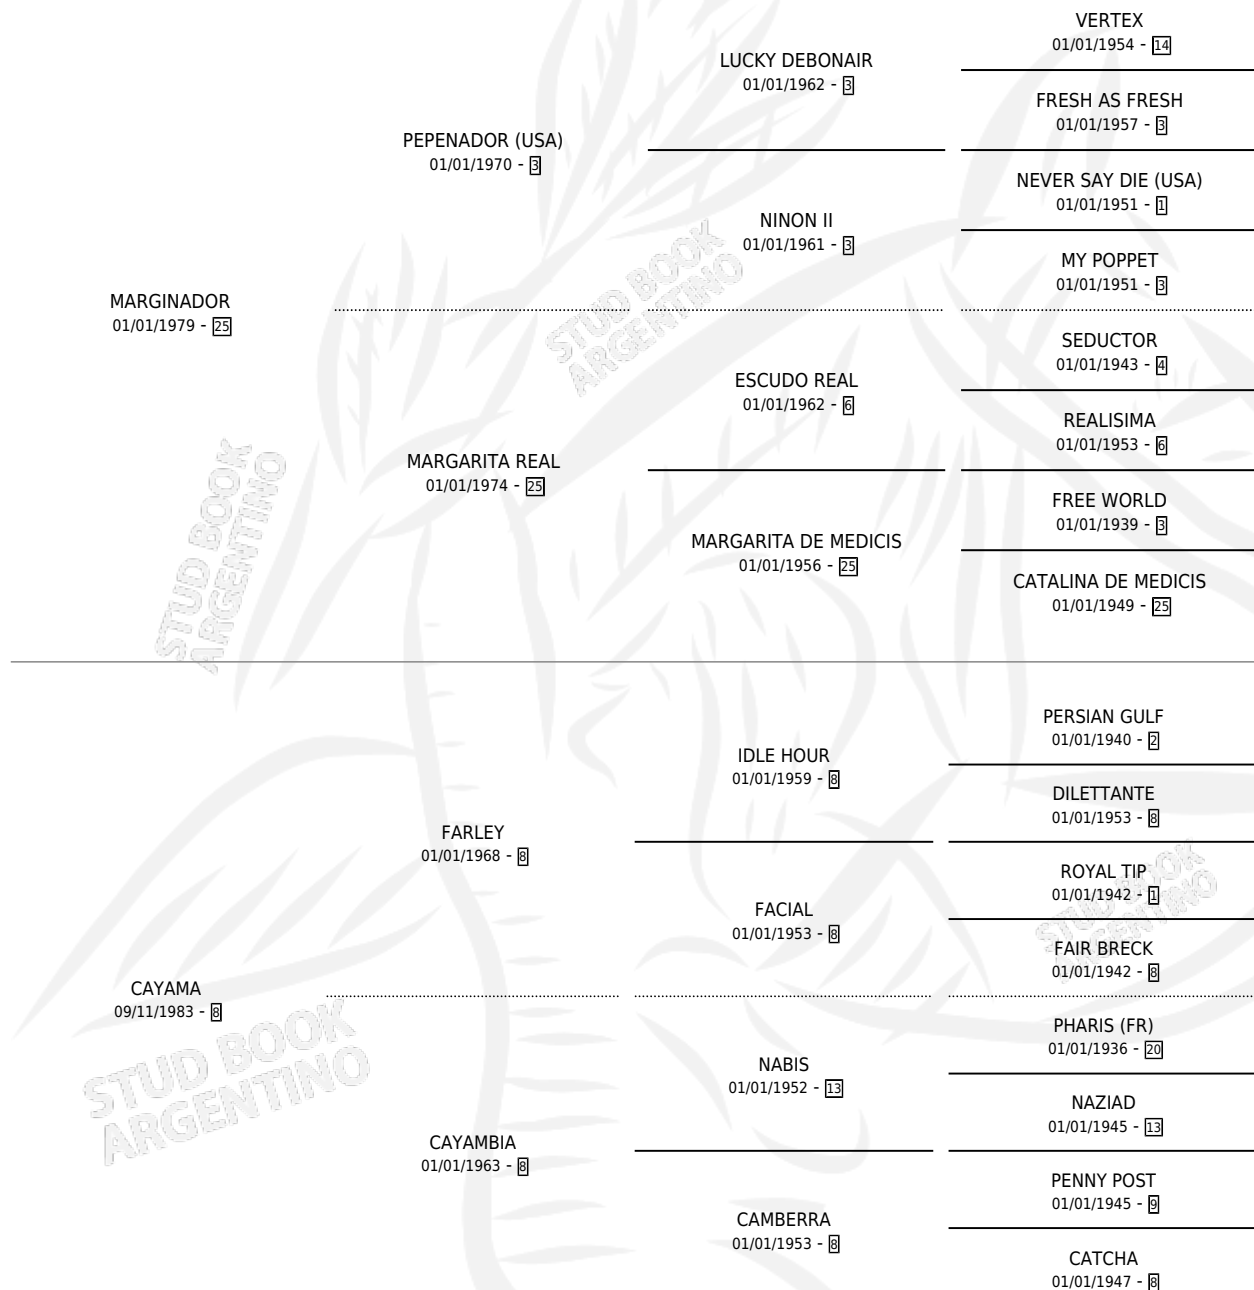 VERTEX
01/01/1954 - 14
LUCKY DEBONAIR
01/01/1962 - 3
FRESH AS FRESH
01/01/1957 - 3
PEPENADOR (USA)
01/01/1970 - 3
NEVER SAY DIE (USA)
01/01/1951 - 1
NINON II
01/01/1961 - 3
MY POPPET
01/01/1951 - 3
MARGINADOR
01/01/1979 - 25
SEDUCTOR
01/01/1943 - 4
ESCUDO REAL
01/01/1962 - 6
REALISIMA
01/01/1953 - 6
MARGARITA REAL
01/01/1974 - 25
FREE WORLD
01/01/1939 - 3
MARGARITA DE MEDICIS
01/01/1956 - 25
CATALINA DE MEDICIS
01/01/1949 - 25
STUD BOOK
ARGENTINO
STUD BOOK
ARGENTINO
PERSIAN GULF
01/01/1940 - 2
IDLE HOUR
01/01/1959 - 8
DILETTANTE
01/01/1953 - 8
FARLEY
01/01/1968 - 8
ROYAL TIP
01/01/1942 - 1
FACIAL
01/01/1953 - 8
FAIR BRECK
01/01/1942 - 8
CAYAMA
09/11/1983 - 8
PHARIS (FR)
01/01/1936 - 20
NABIS
01/01/1952 - 13
NAZIAD
01/01/1945 - 13
CAYAMBIA
01/01/1963 - 8
PENNY POST
01/01/1945 - 9
CAMBERRA
01/01/1953 - 8
CATCHA
01/01/1947 - 8
STUD BOOK
ARGENTINO
STUD BOOK
ARGENTINO